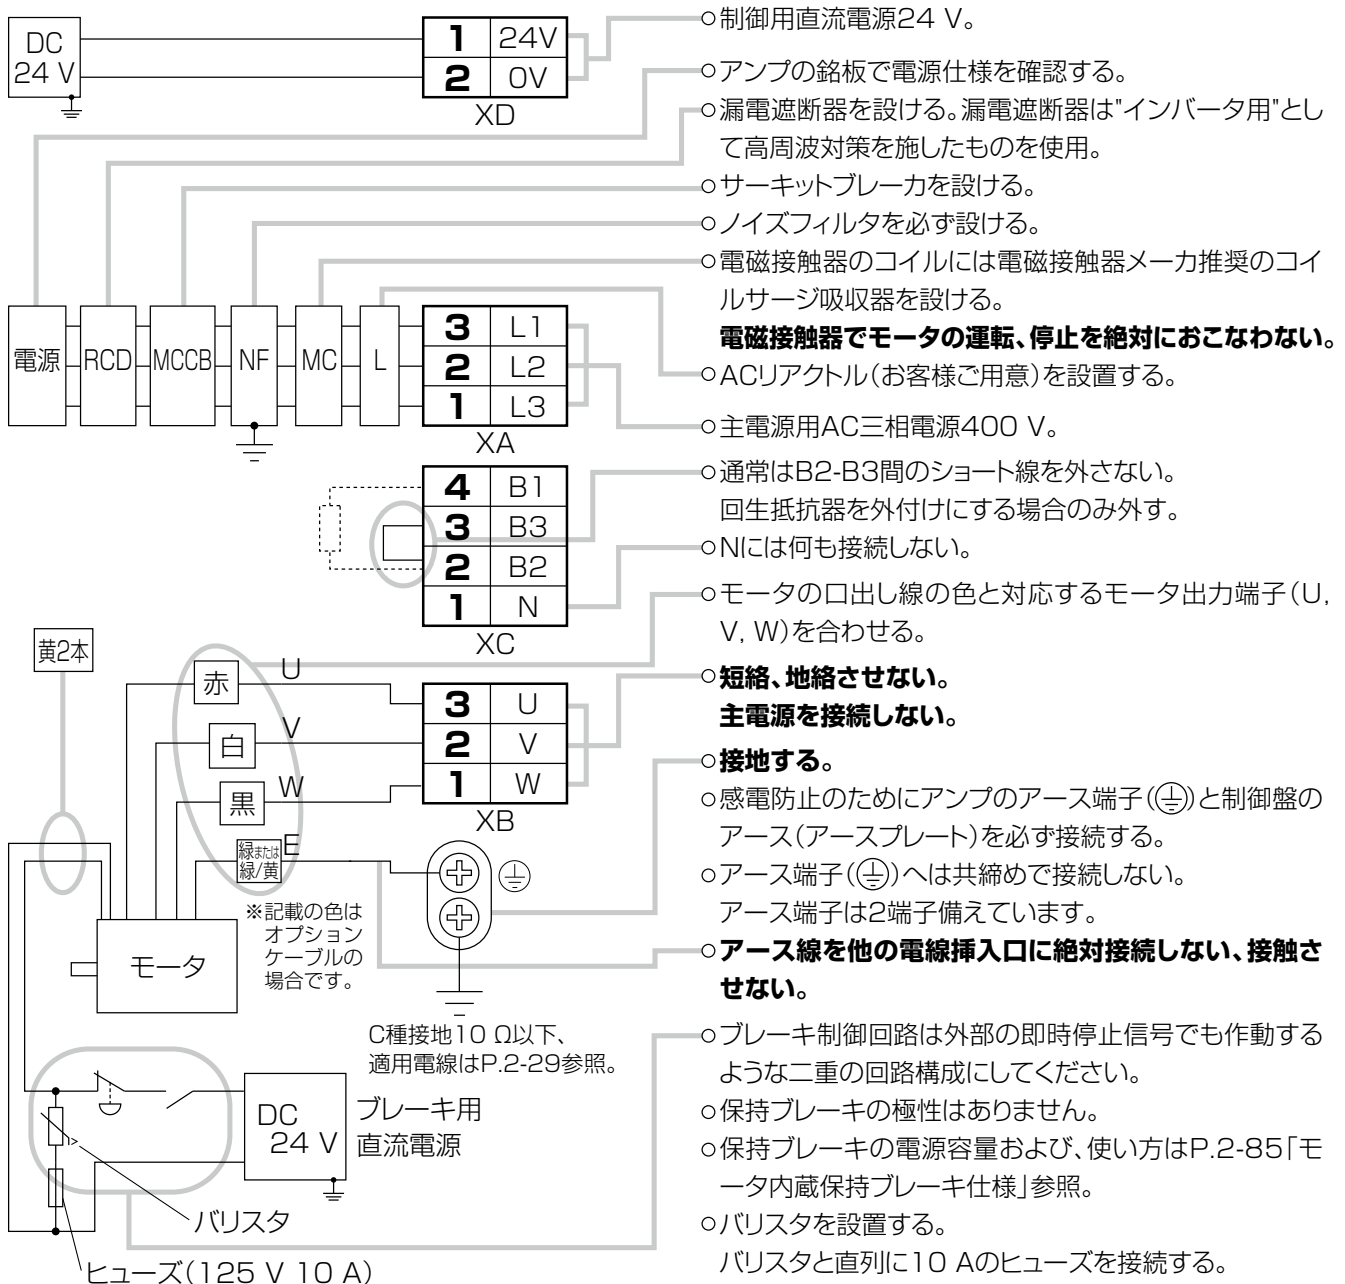 DC
24 V
1 24V
2 0V
XD
制御用直流電源24 V。
アンプの銘板で電源仕様を確認する。
漏電遮断器を設ける。漏電遮断器は"インバータ用"とし
て高周波対策を施したものを使用。
サーキットブレーカを設ける。
ノイズフィルタを必ず設ける。
電磁接触器のコイルには電磁接触器メーカ推奨のコイ
ルサージ吸収器を設ける。
電磁接触器でモータの運転、停止を絶対におこなわない。
ACリアクトル(お客様ご用意)を設置する。
主電源用AC三相電源400 V。
電源 RCD MCCB NF MC L
3 L1
2 L2
1 L3
XA
4 B1
3 B3
2 B2
1 N
XC
通常はB2-B3間のショート線を外さない。
回生抵抗器を外付けにする場合のみ外す。
Nには何も接続しない。
モータの口出し線の色と対応するモータ出力端子(U,
V, W)を合わせる。
短絡、地絡させない。
主電源を接続しない。
接地する。
感電防止のためにアンプのアース端子(⏚)と制御盤の
アース(アースプレート)を必ず接続する。
アース端子(⏚)へは共締めで接続しない。
アース端子は2端子備えています。
アース線を他の電線挿入口に絶対接続しない、接触さ
せない。
黄2本
赤 U
白 V
黒 W
緑または
緑/黄
E
3 U
2 V
1 W
XB
※記載の色は
オプション
ケーブルの
場合です。
モータ
C種接地10 Ω以下、
適用電線はP.2-29参照。
DC
24 V
ブレーキ用
直流電源
バリスタ
ヒューズ(125 V 10 A)
ブレーキ制御回路は外部の即時停止信号でも作動する
ような二重の回路構成にしてください。
保持ブレーキの極性はありません。
保持ブレーキの電源容量および、使い方はP.2-85「モ
ータ内蔵保持ブレーキ仕様」参照。
バリスタを設置する。
バリスタと直列に10 Aのヒューズを接続する。